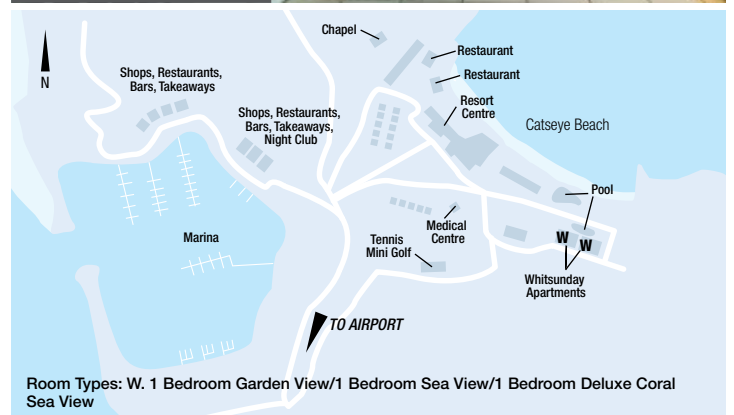 Chapel
Restaurant
N
Shops, Restaurants,
Bars, Takeaways
Restaurant
Resort
Centre
Shops, Restaurants,
Bars, Takeaways,
Night Club
Catseye Beach
Pool
Marina
Medical
Centre
Tennis
Mini Golf
W
W
Whitsunday
Apartments
TO AIRPORT
Room Types: W. 1 Bedroom Garden View/1 Bedroom Sea View/1 Bedroom Deluxe Coral
Sea View